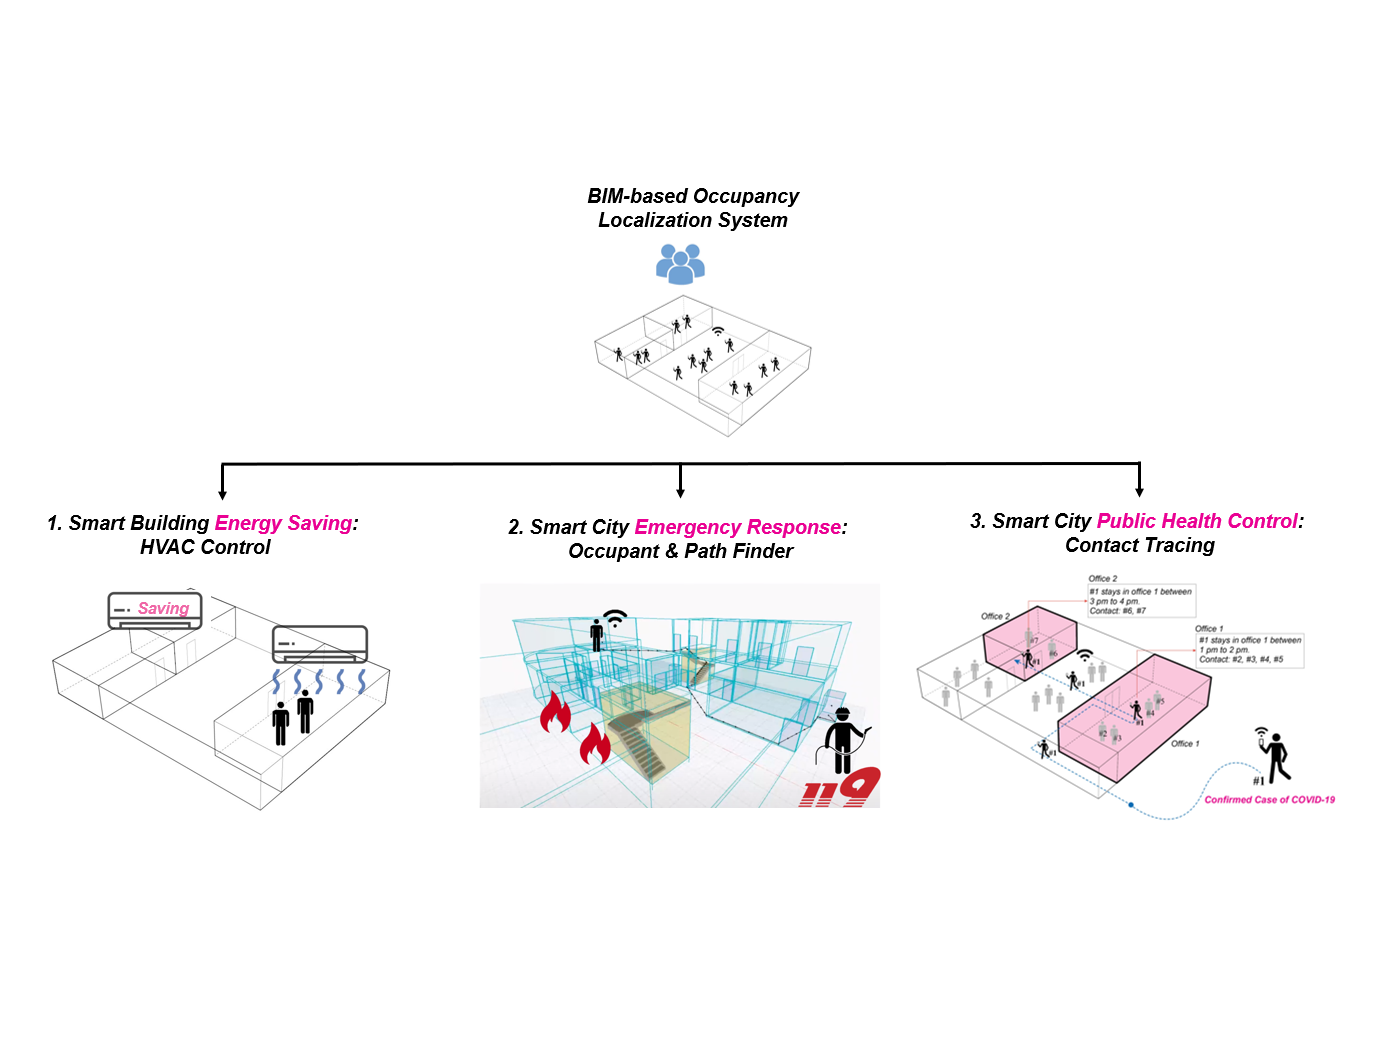 BIM-based Occupancy
Localization System
1. Smart Building Energy Saving:
HVAC Control
2. Smart City Emergency Response:
Occupant & Path Finder
3. Smart City Public Health Control:
Contact Tracing
Saving
119
Office 2
#1 stays in office 1 between
3 pm to 4 pm.
Contact: #6, #7
Office 2
Office 1
#1 stays in office 1 between
1 pm to 2 pm.
Contact: #2, #3, #4, #5
#7
#6
#1
#1
#5
#4
#1
#2
#3
#1
Office 1
#1
Confirmed Case of COVID-19